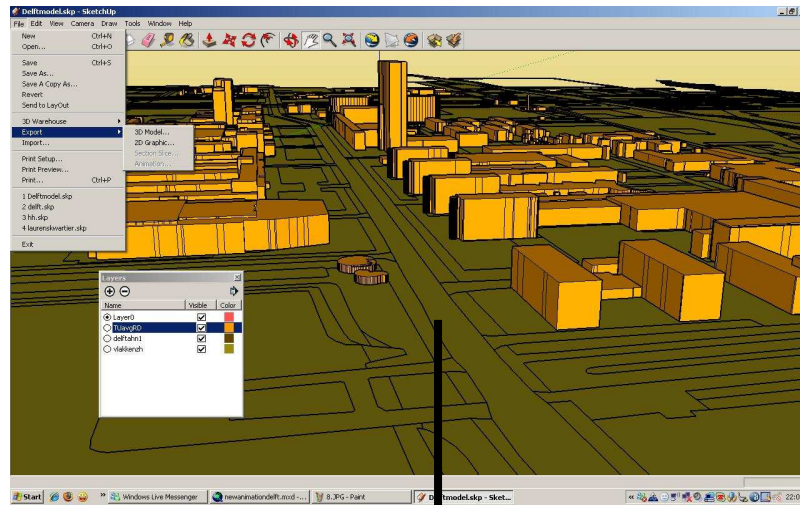 Delftmodel.skp - SketchUp
File Edit View Camera Draw Tools Window Help
New Ctrl+N
Open... Ctrl+O
Save Ctrl+S
Save As...
Save A Copy As...
Revert
Send to LayOut
3D Warehouse
Export
Import...
3D Model...
2D Graphic...
Section Slice...
Animation...
Print Setup...
Print Preview...
Print... Ctrl+P
1 Delftmodel.skp
2 delft.skp
3 hh.skp
4 laurenskwartier.skp
Exit
Layers
Name Visible Color
Layer0
TUavgRD
delftahn1
vlakkenzh
Start » Windows Live Messenger newanimationdelft.mxd -... 8.JPG - Paint tmodel.skp - Sket... « 22:0